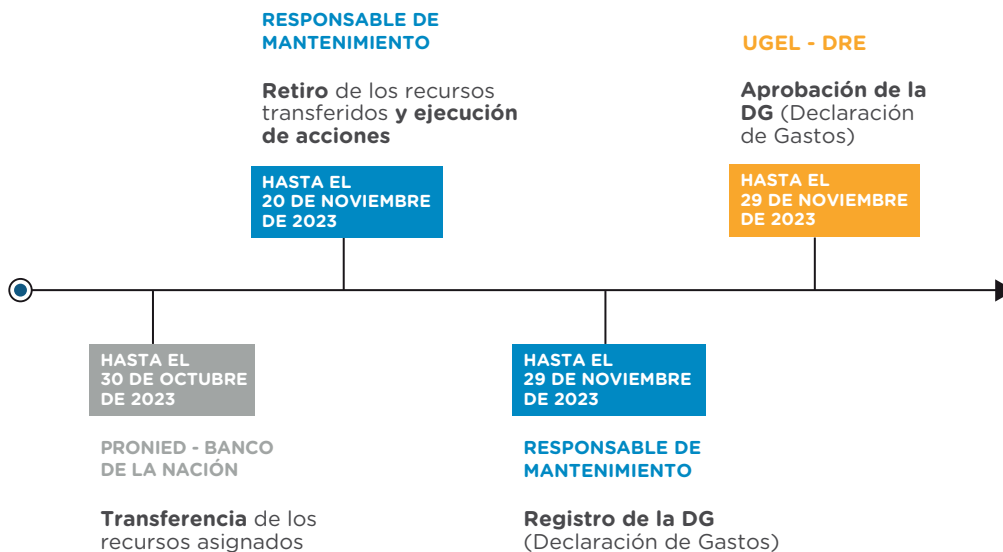 RESPONSABLE DE
MANTENIMIENTO
Retiro de los recursos
transferidos y ejecución
de acciones
HASTA EL
20 DE NOVIEMBRE
DE 2023
UGEL - DRE
Aprobación de la
DG (Declaración
de Gastos)
HASTA EL
29 DE NOVIEMBRE
DE 2023
HASTA EL
30 DE OCTUBRE
DE 2023
PRONIED - BANCO
DE LA NACIÓN
Transferencia de los
recursos asignados
HASTA EL
29 DE NOVIEMBRE
DE 2023
RESPONSABLE DE
MANTENIMIENTO
Registro de la DG
(Declaración de Gastos)